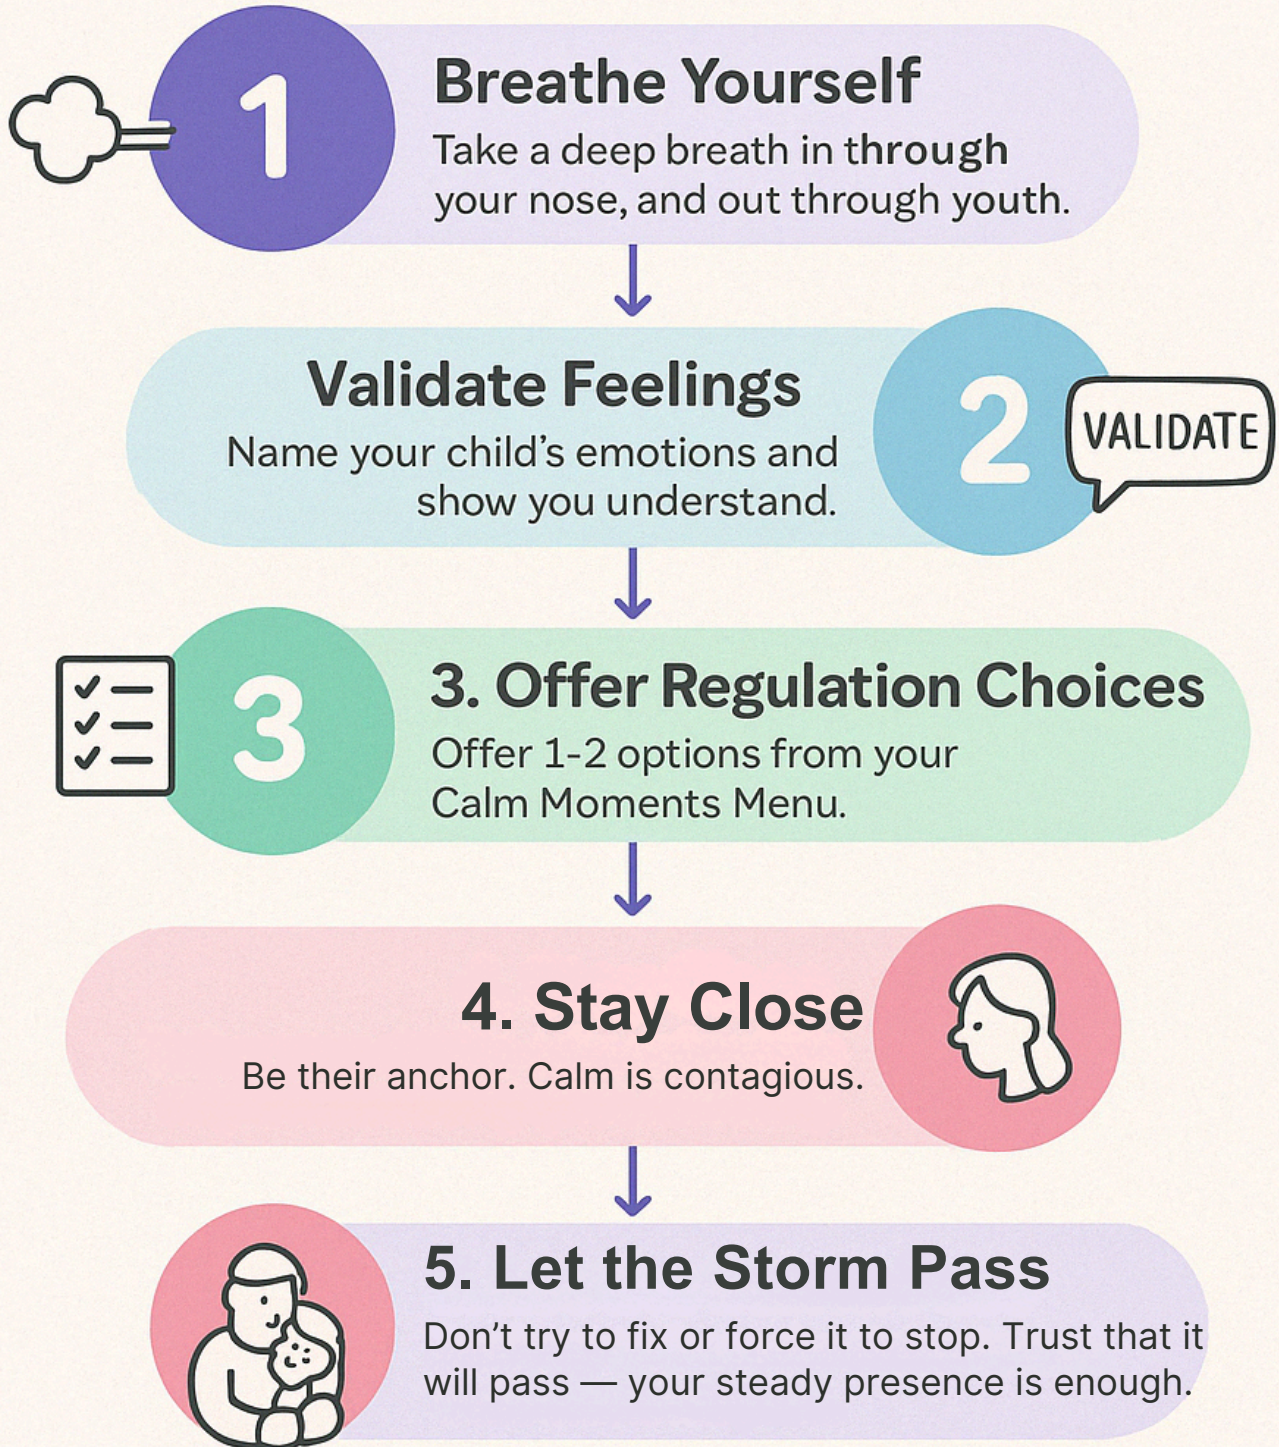 1
Breathe Yourself
Take a deep breath in through
your nose, and out through youth.
Validate Feelings
Name your child’s emotions and
show you understand.
2
VALIDATE
3
3. Offer Regulation Choices
Offer 1-2 options from your
Calm Moments Menu.
4. Stay Close
Be their anchor. Calm is contagious.
5. Let the Storm Pass
Don’t try to fix or force it to stop. Trust that it
will pass — your steady presence is enough.